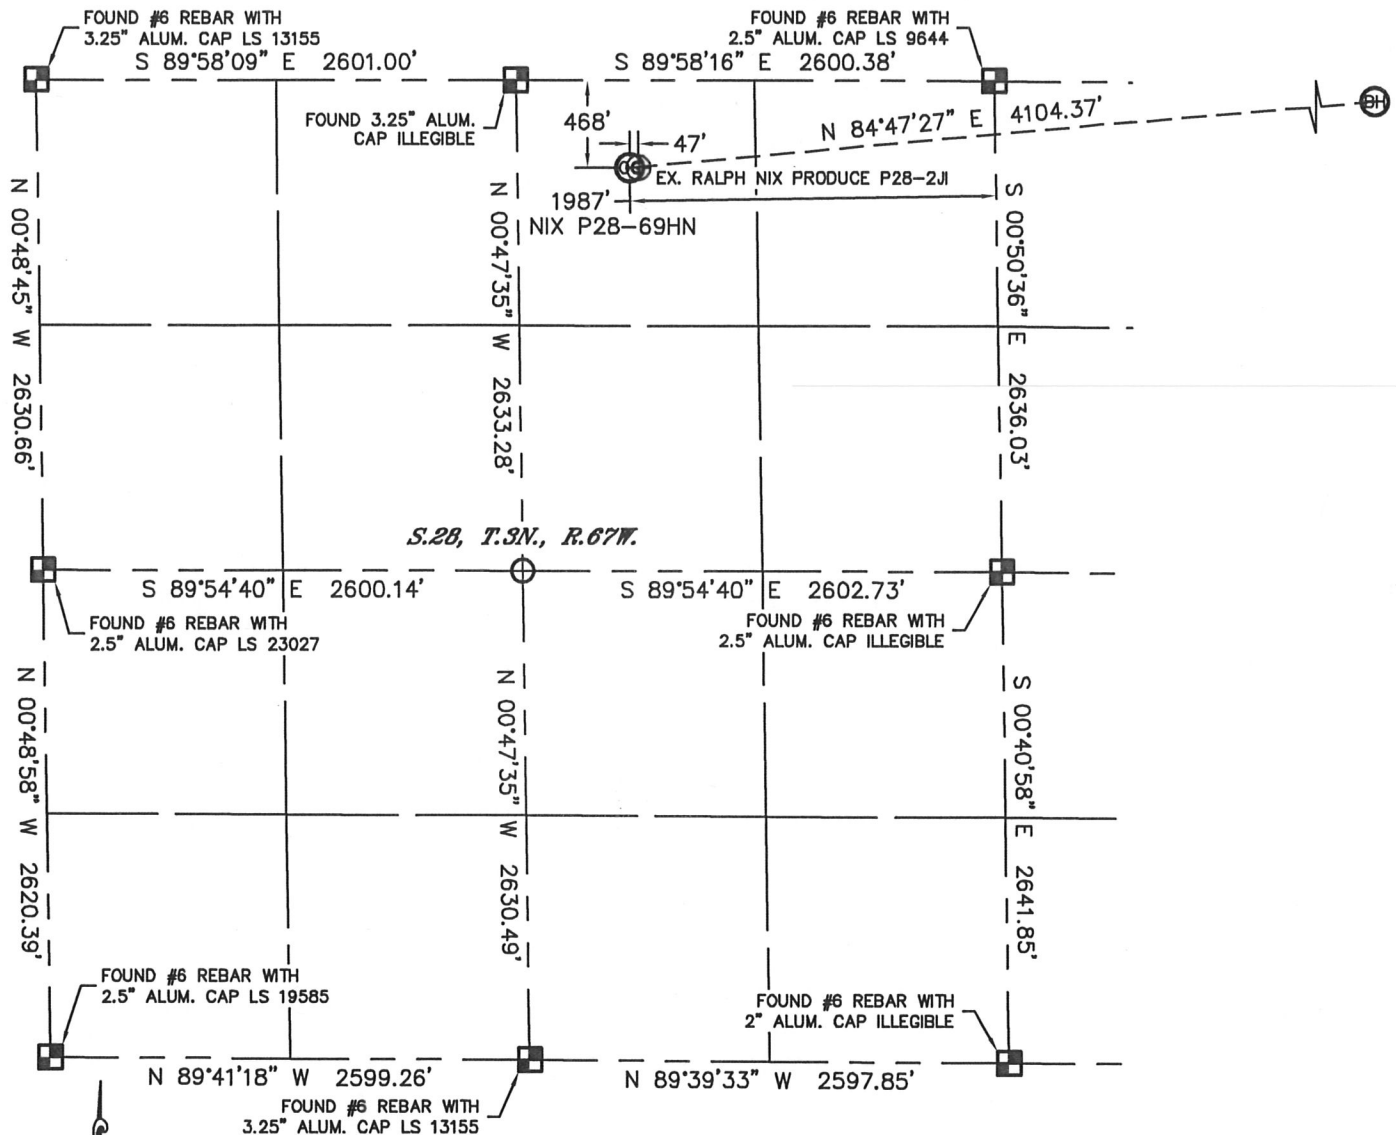 FOUND #6 REBAR WITH
3.25" ALUM. CAP LS 13155
FOUND #6 REBAR WITH
2.5" ALUM. CAP LS 9644
S 89°58'09" E 2601.00'
S 89°58'16" E 2600.38'
FOUND 3.25" ALUM.
CAP ILLEGIBLE
468'
47'
N 84°47'27" E 4104.37'
BH
EX. RALPH NIX PRODUCE P28-2JI
1987'
NIX P28-69HN
N 00°48'45" W 2630.66'
N 00°47'35" W 2633.28'
S 00°50'36" E 2636.03'
S.28, T.3N., R.67W.
S 89°54'40" E 2600.14'
S 89°54'40" E 2602.73'
FOUND #6 REBAR WITH
2.5" ALUM. CAP LS 23027
FOUND #6 REBAR WITH
2.5" ALUM. CAP ILLEGIBLE
N 00°48'58" W 2620.39'
N 00°47'35" W 2630.49'
S 00°40'58" E 2641.85'
FOUND #6 REBAR WITH
2.5" ALUM. CAP LS 19585
FOUND #6 REBAR WITH
2" ALUM. CAP ILLEGIBLE
N 89°41'18" W 2599.26'
N 89°39'33" W 2597.85'
FOUND #6 REBAR WITH
3.25" ALUM. CAP LS 13155